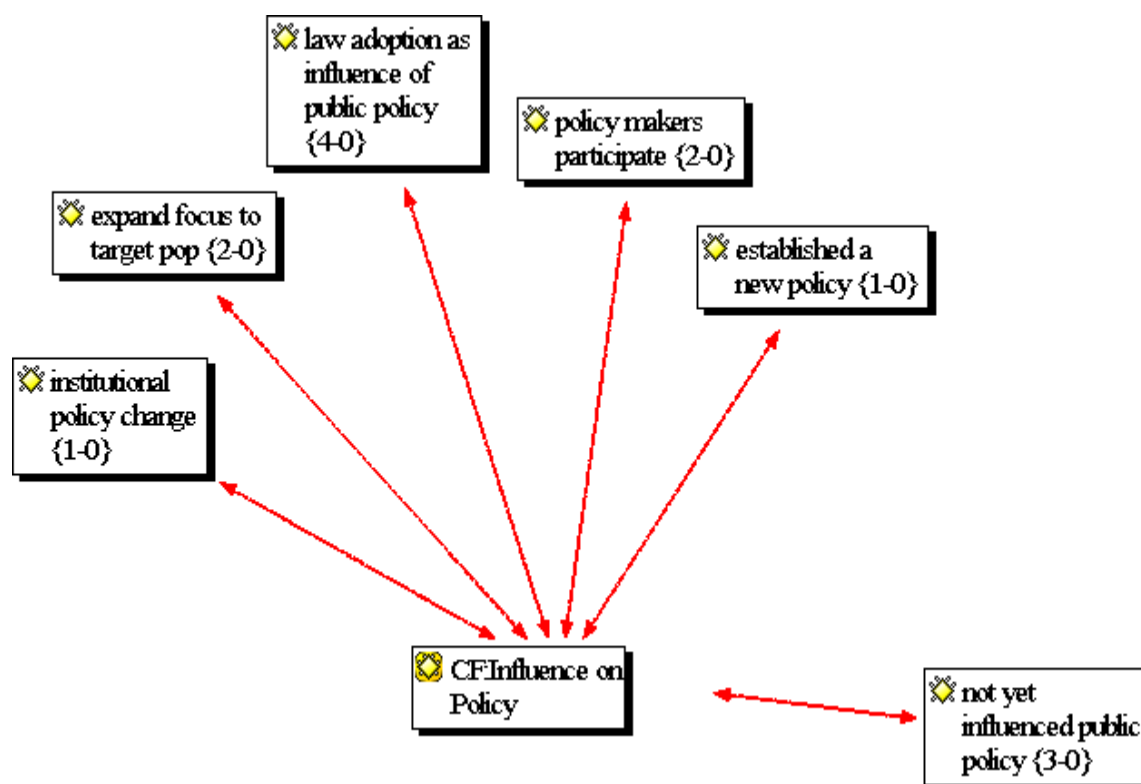 law adoption as
influence of
public policy
{4-0}
policy makers
participate {2-0}
expand focus to
target pop {2-0}
established a
new policy {1-0}
institutional
policy change
{1-0}
CF:Influence on
Policy
not yet
influenced public
policy {3-0}